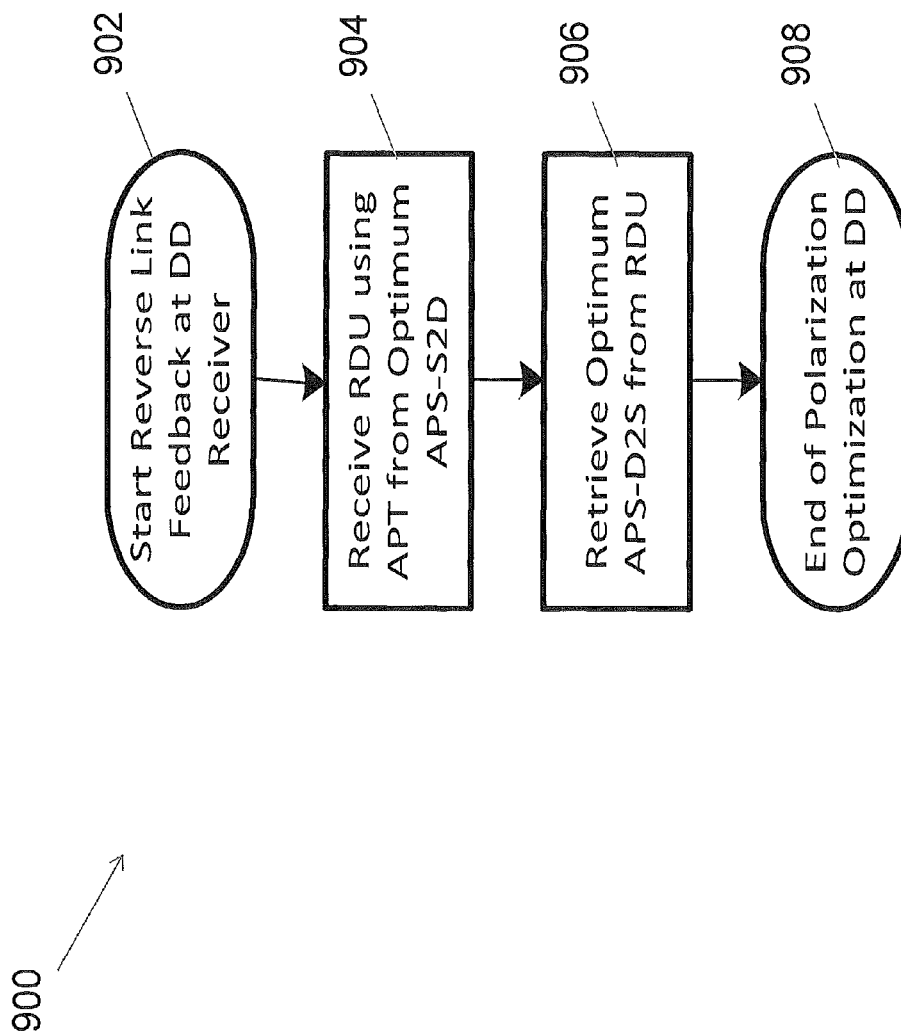 900
Start Reverse Link
Feedback at DD
Receiver
902
Receive RDU using
APT from Optimum
APS-S2D
904
Retrieve Optimum
APS-D2S from RDU
906
End of Polarization
Optimization at DD
908